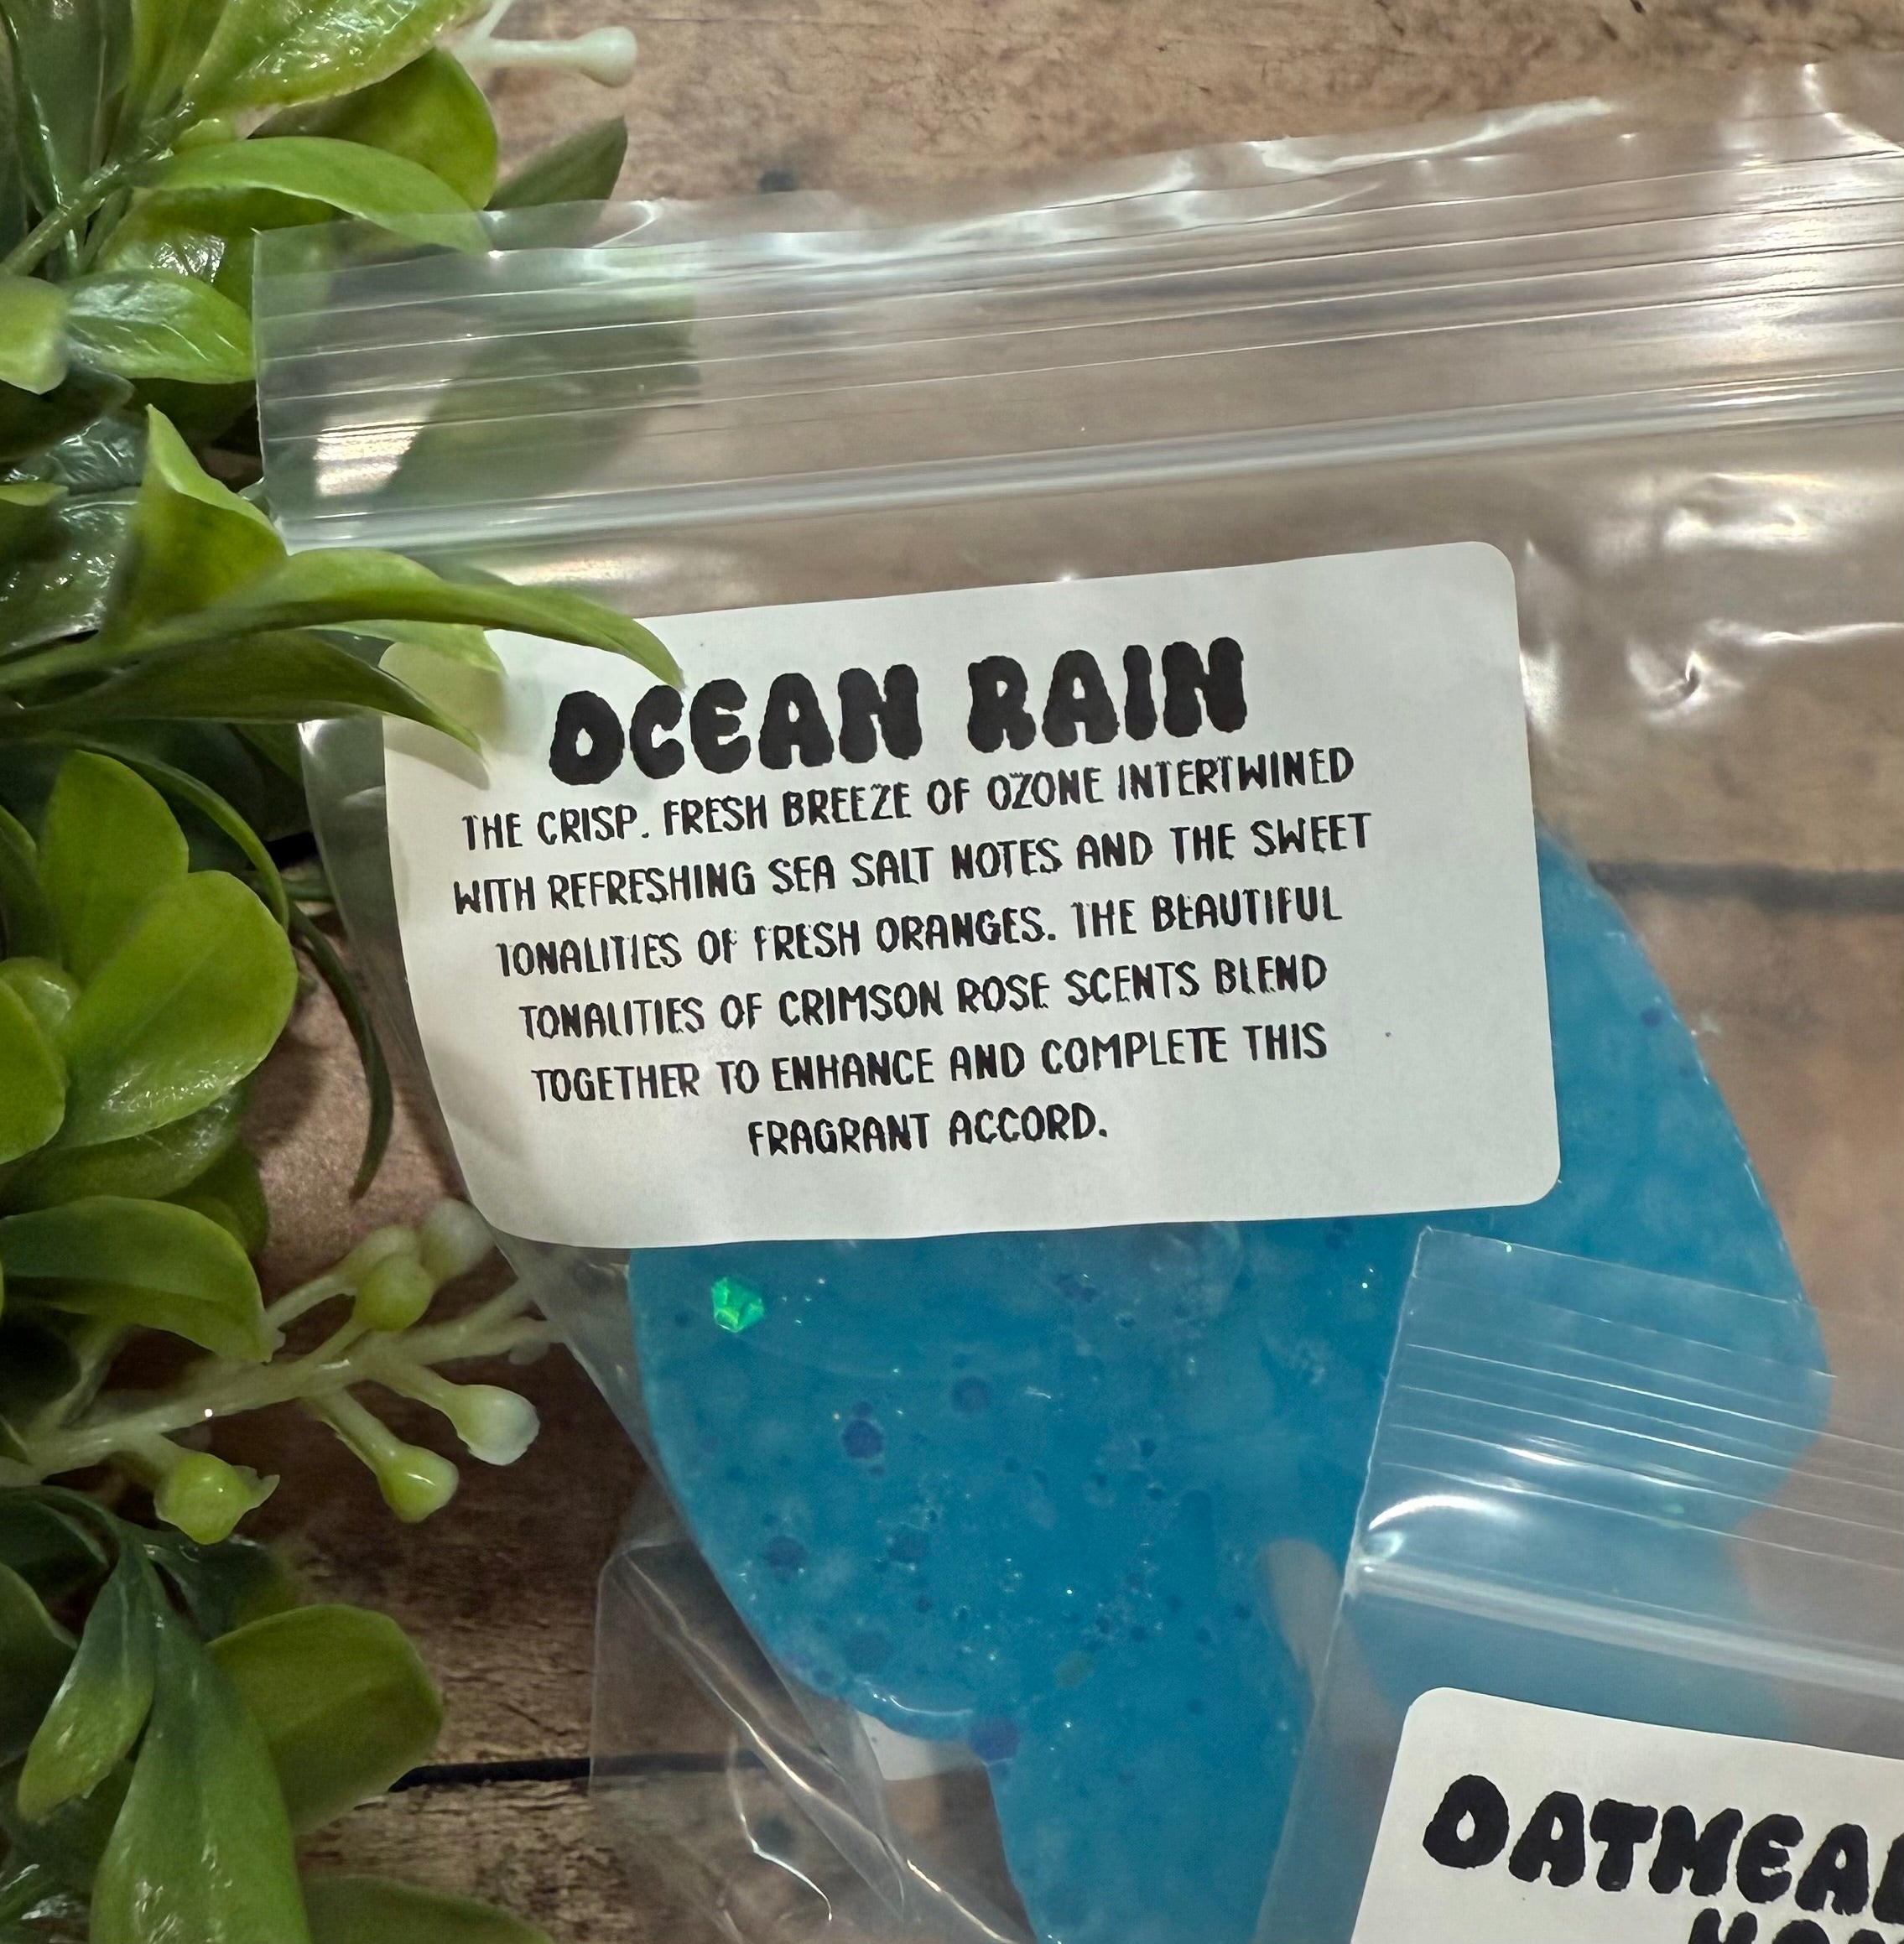 OCEAN RAIN
THE CRISP. FRESH BREEZE OF OZONE INTERTWINED
WITH REFRESHING SEA SALT NOTES AND THE SWEET
TONALITIES OF FRESH ORANGES. THE BEAUTIFUL
TONALITIES OF CRIMSON ROSE SCENTS BLEND
TOGETHER TO ENHANCE AND COMPLETE THIS
FRAGRANT ACCORD.
OATMEAL